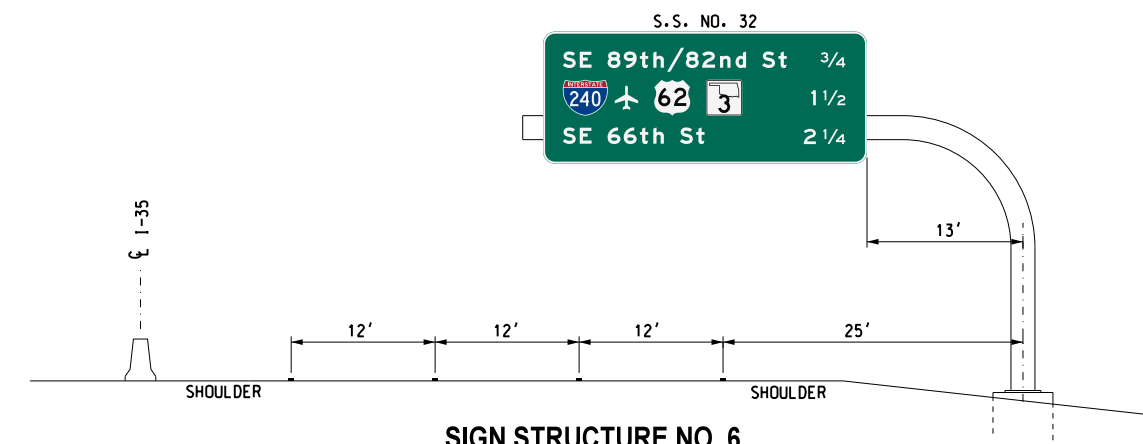 S.S. NO. 32
SE 89th/82nd St 3/4
INTERSTATE 240 62 3 1 1/2
SE 66th St 2 1/4
℄ I-35
13'
12' 12' 12' 25'
SHOULDER SHOULDER
SIGN STRUCTURE NO. 6